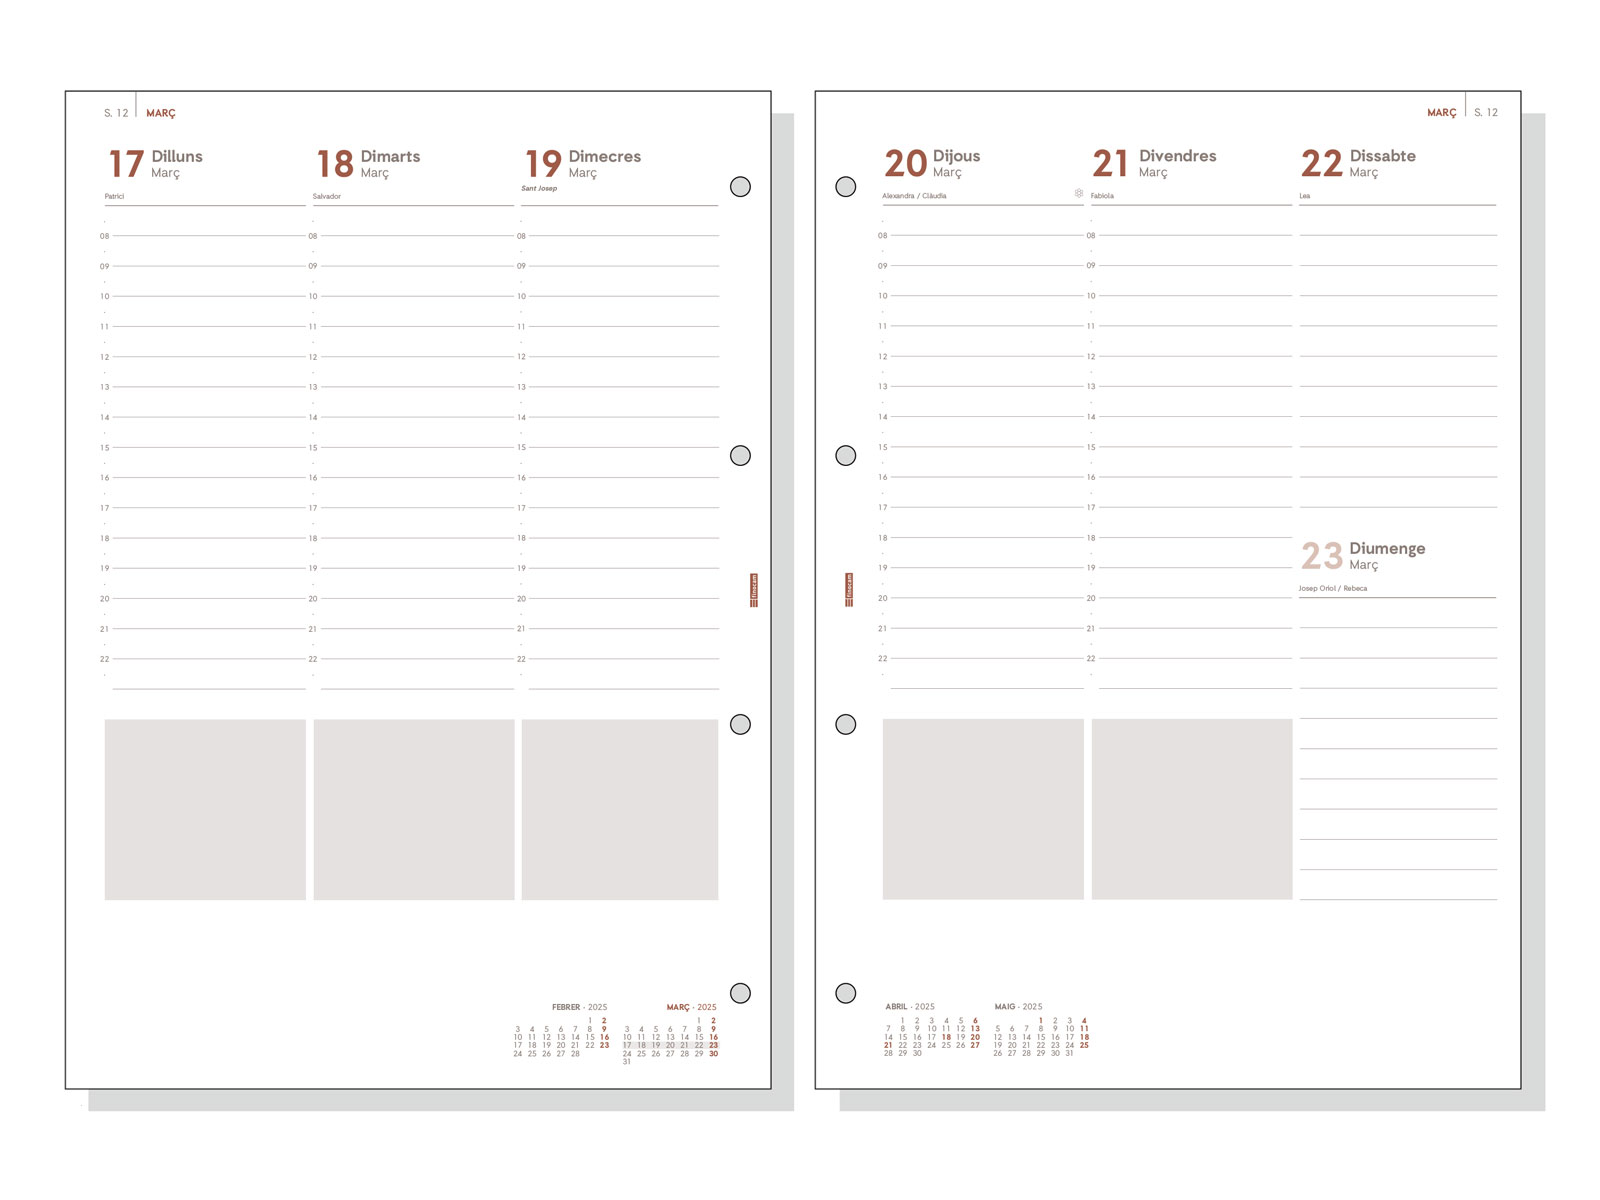 S. 12 MARÇ
17 Dilluns
Març
Patrici
18 Dimarts
Març
Salvador
19 Dimecres
Març
Sant Josep
08 08 08
09 09 09
10 10 10
11 11 11
12 12 12
13 13 13
14 14 14
15 15 15
16 16 16
17 17 17
18 18 18
19 19 19
20 20 20
21 21 21
22 22 22
finocam
FEBRER · 2025
1 2
3 4 5 6 7 8 9
10 11 12 13 14 15 16
17 18 19 20 21 22 23
24 25 26 27 28
MARÇ · 2025
1 2
3 4 5 6 7 8 9
10 11 12 13 14 15 16
17 18 19 20 21 22 23
24 25 26 27 28 29 30
31
MARÇ S. 12
20 Dijous
Març
Alexandra / Clàudia
21 Divendres
Març
Fabiola
22 Dissabte
Març
Lea
08 08
09 09
10 10
11 11
12 12
13 13
14 14
15 15
16 16
17 17
18 18
19 19
20 20
21 21
22 22
23 Diumenge
Març
Josep Oriol / Rebeca
finocam
ABRIL · 2025
1 2 3 4 5 6
7 8 9 10 11 12 13
14 15 16 17 18 19 20
21 22 23 24 25 26 27
28 29 30
MAIG · 2025
1 2 3 4
5 6 7 8 9 10 11
12 13 14 15 16 17 18
19 20 21 22 23 24 25
26 27 28 29 30 31